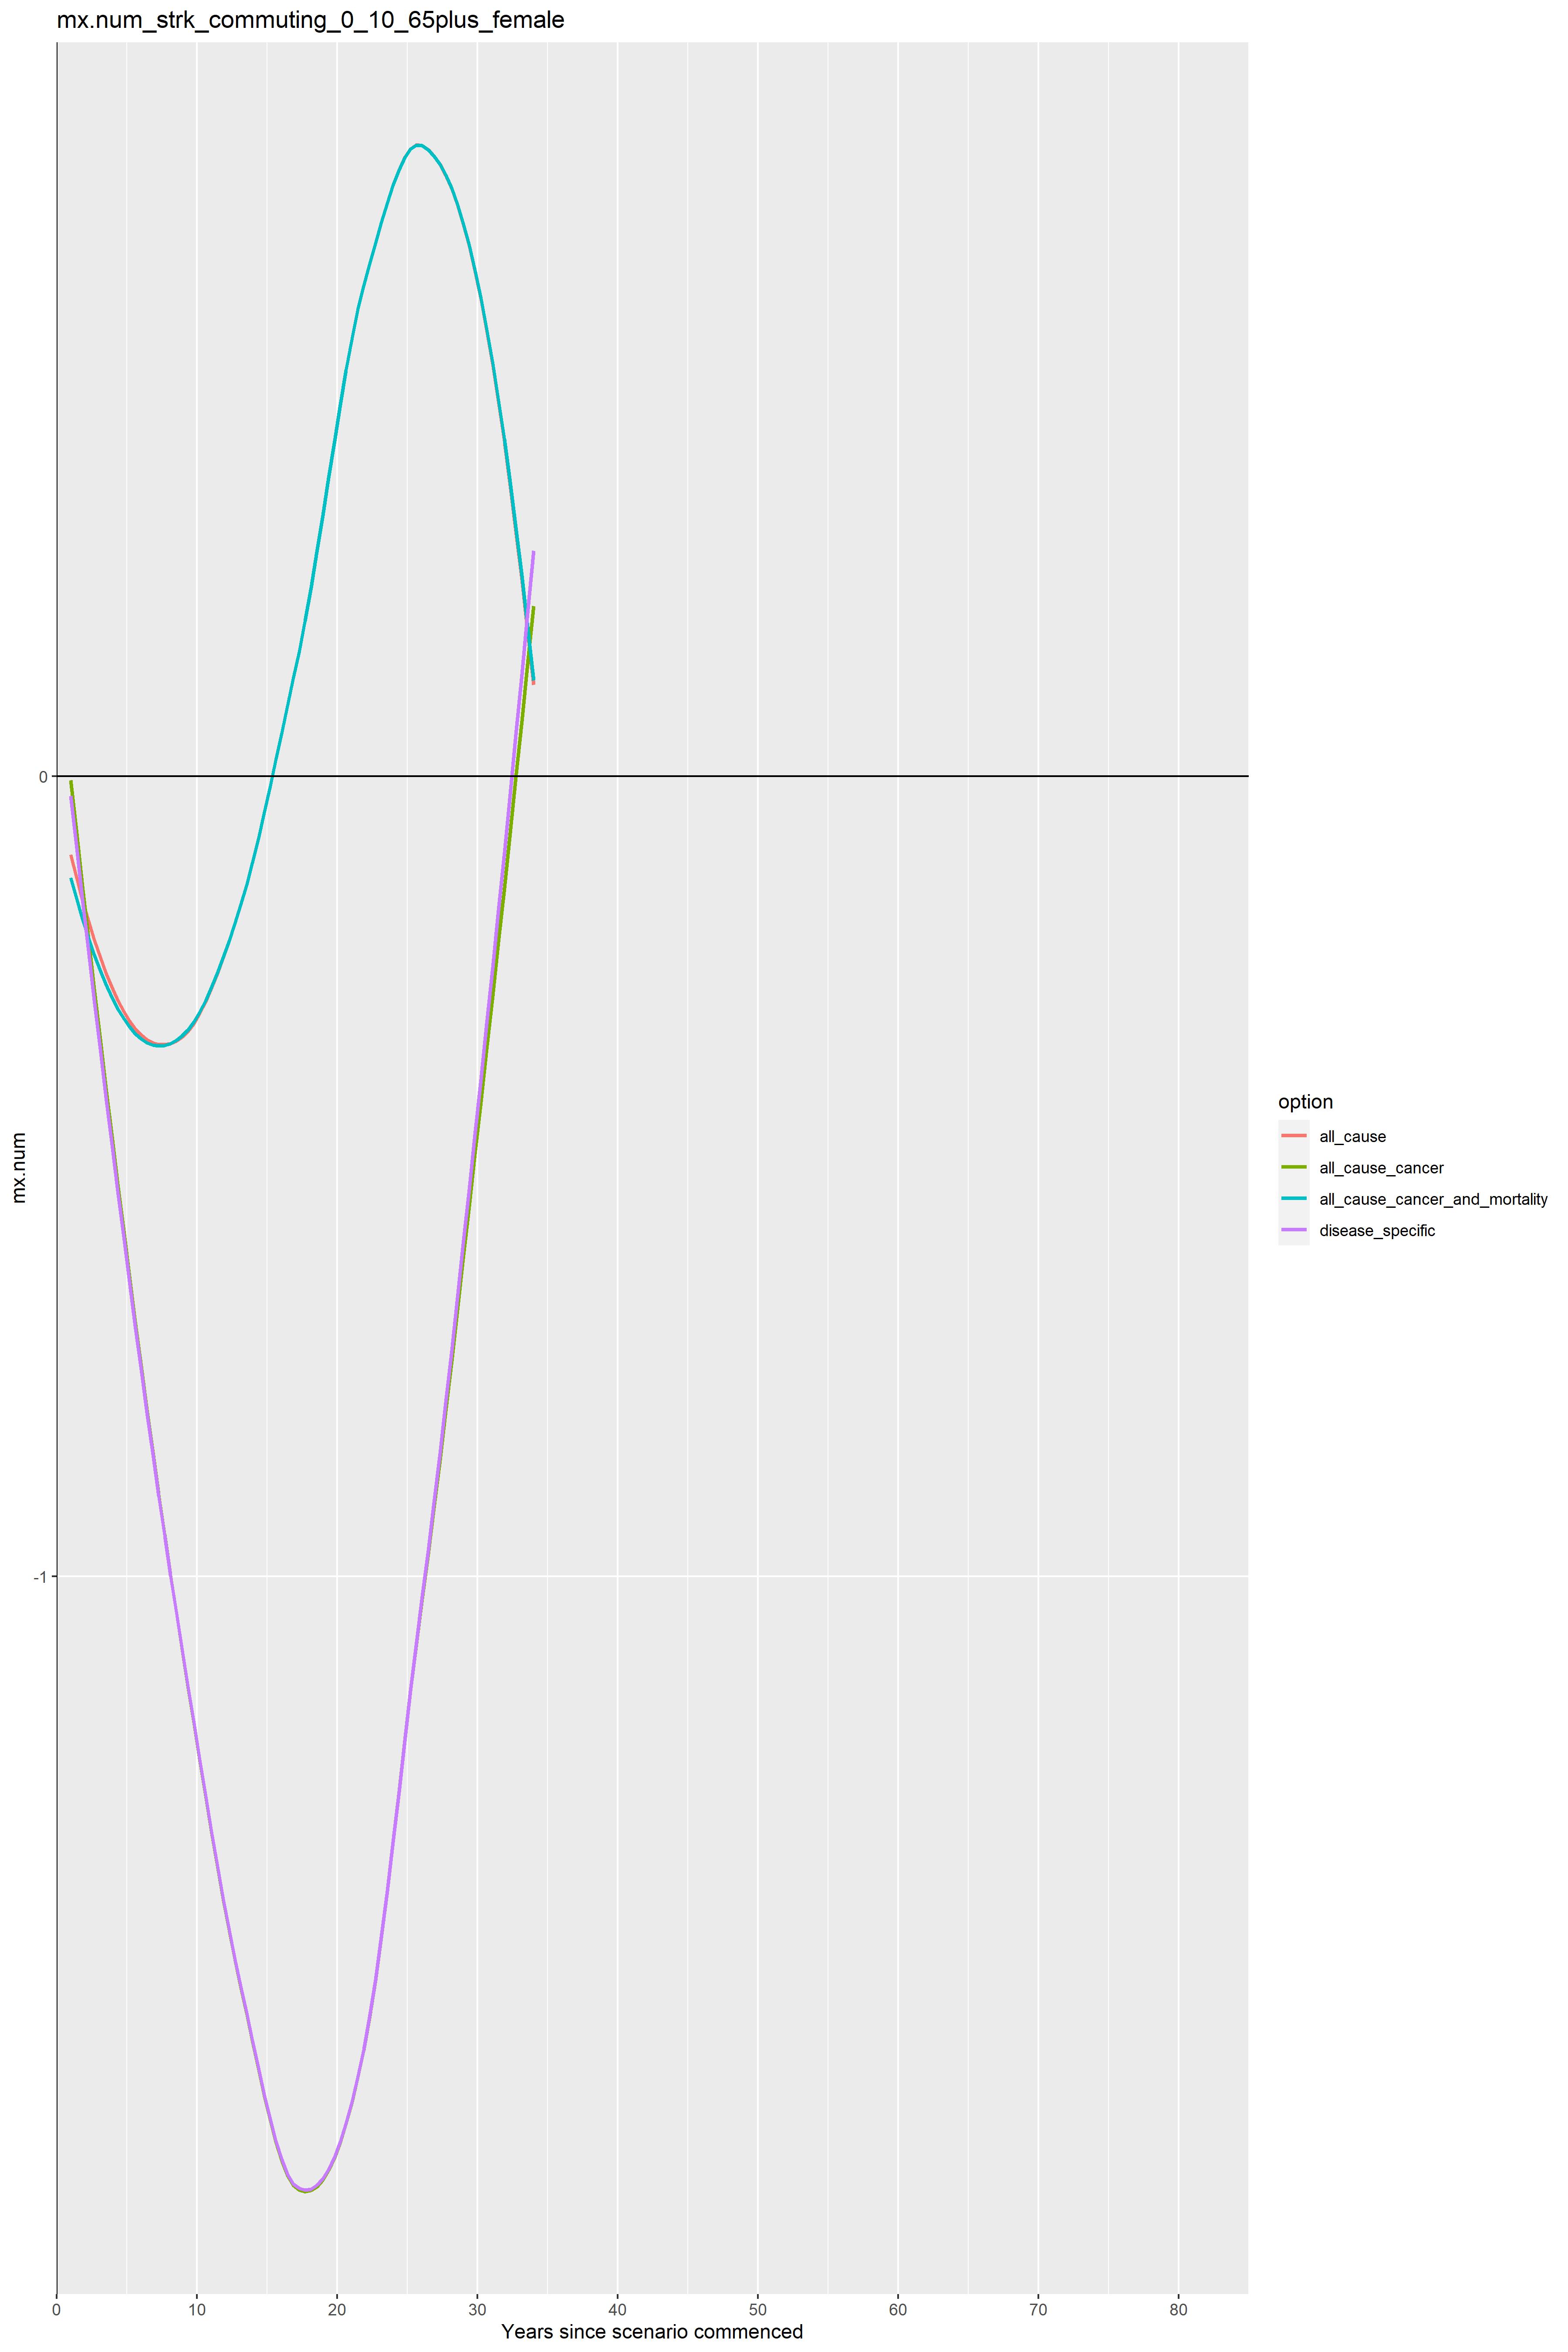 mx.num_strk_commuting_0_10_65plus_female
mx.num
0
-1
0 10 20 30 40 50 60 70 80
Years since scenario commenced
option
all_cause
all_cause_cancer
all_cause_cancer_and_mortality
disease_specific